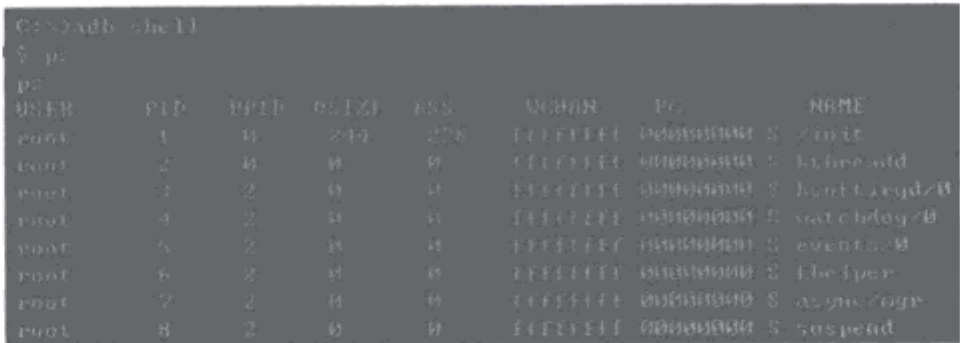 C:\>adb shell
$ ps
ps
USER PID PPID VSIZE RSS WCHAN PC NAME
root 1 0 244 ffffffff 00000000 S /init
root 2 0 0 0 ffffffff 00000000 S kthreadd
root 3 2 0 0 ffffffff 00000000 S ksoftirqd/0
root 4 2 0 0 ffffffff 00000000 S watchdog/0
root 5 2 0 0 ffffffff 00000000 S events/0
root 6 2 0 0 ffffffff 00000000 S khelper
root 7 2 0 0 ffffffff 00000000 S async/mgr
root 8 2 0 0 ffffffff 00000000 S suspend